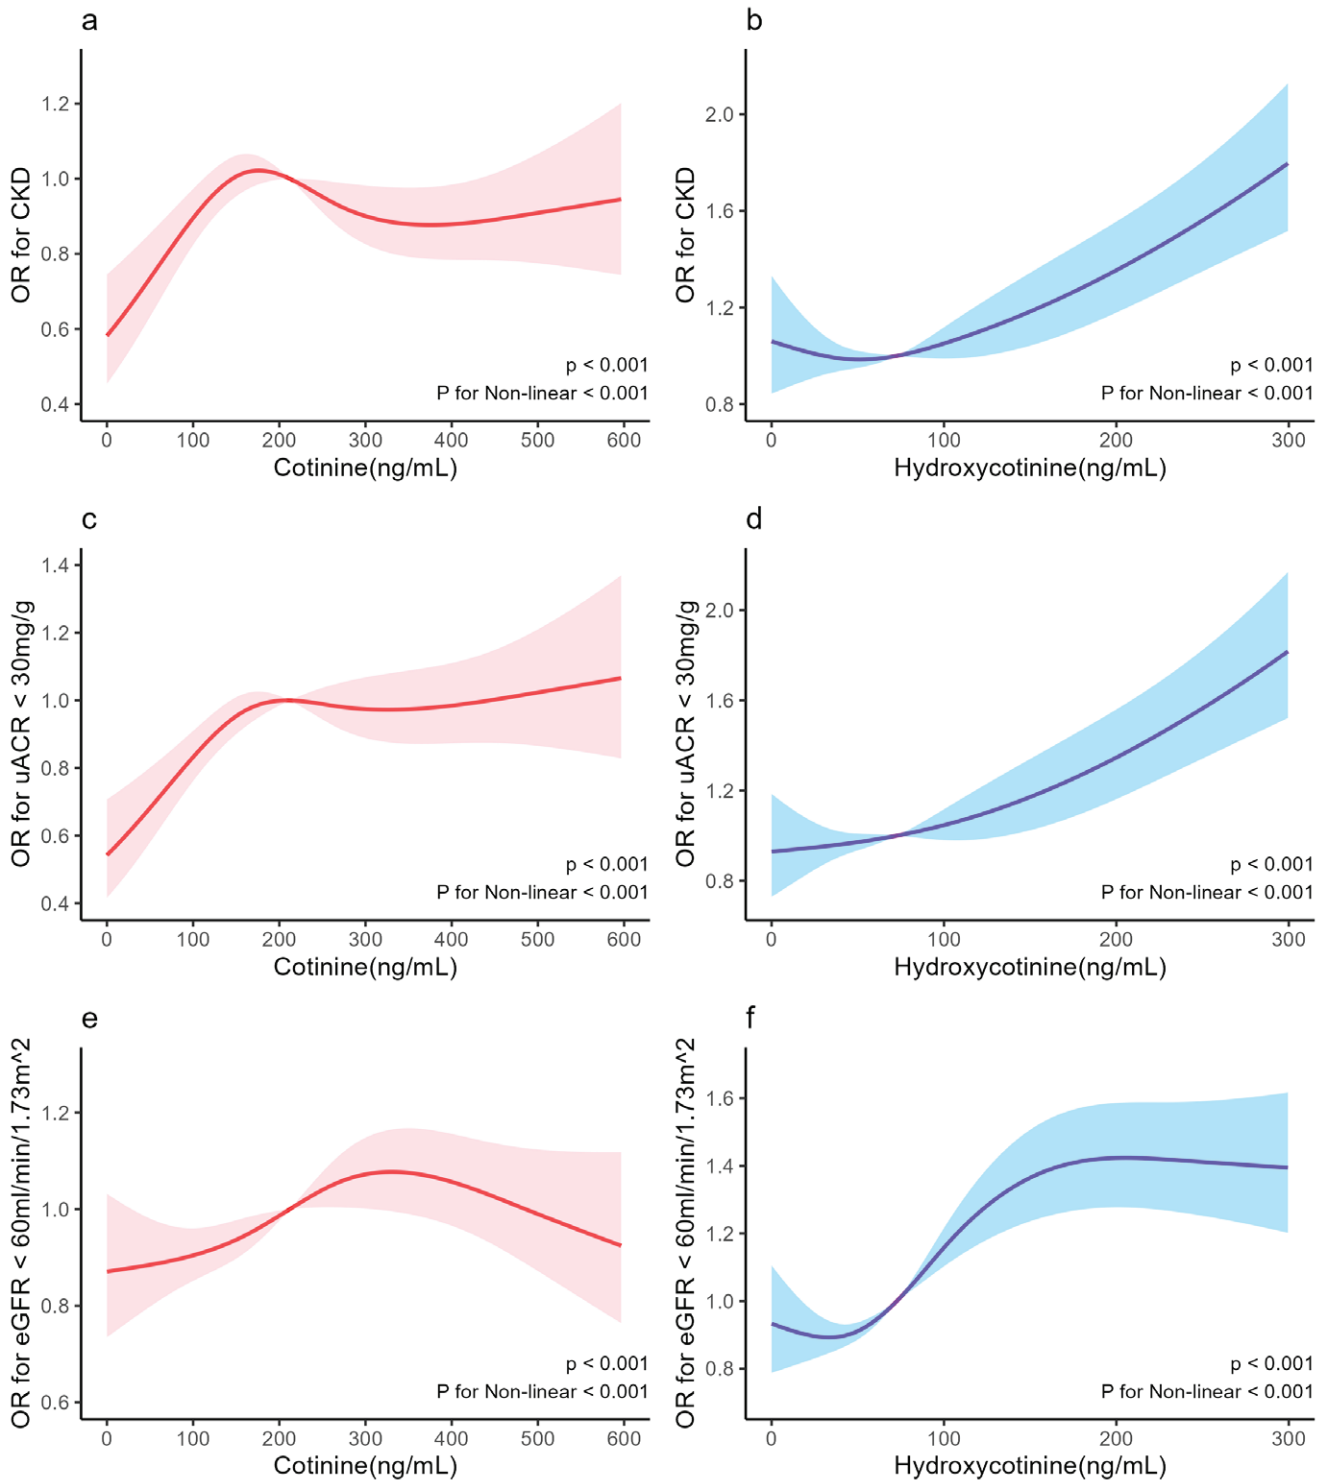 a
OR for CKD
1.2
1.0
0.8
0.6
0.4
p < 0.001
P for Non-linear < 0.001
0 100 200 300 400 500 600
Cotinine(ng/mL)
b
OR for CKD
2.0
1.6
1.2
0.8
p < 0.001
P for Non-linear < 0.001
0 100 200 300
Hydroxycotinine(ng/mL)
c
OR for uACR < 30mg/g
1.4
1.2
1.0
0.8
0.6
0.4
p < 0.001
P for Non-linear < 0.001
0 100 200 300 400 500 600
Cotinine(ng/mL)
d
OR for uACR < 30mg/g
2.0
1.6
1.2
0.8
p < 0.001
P for Non-linear < 0.001
0 100 200 300
Hydroxycotinine(ng/mL)
e
OR for eGFR < 60ml/min/1.73m^2
1.2
1.0
0.8
0.6
p < 0.001
P for Non-linear < 0.001
0 100 200 300 400 500 600
Cotinine(ng/mL)
f
OR for eGFR < 60ml/min/1.73m^2
1.6
1.4
1.2
1.0
0.8
p < 0.001
P for Non-linear < 0.001
0 100 200 300
Hydroxycotinine(ng/mL)